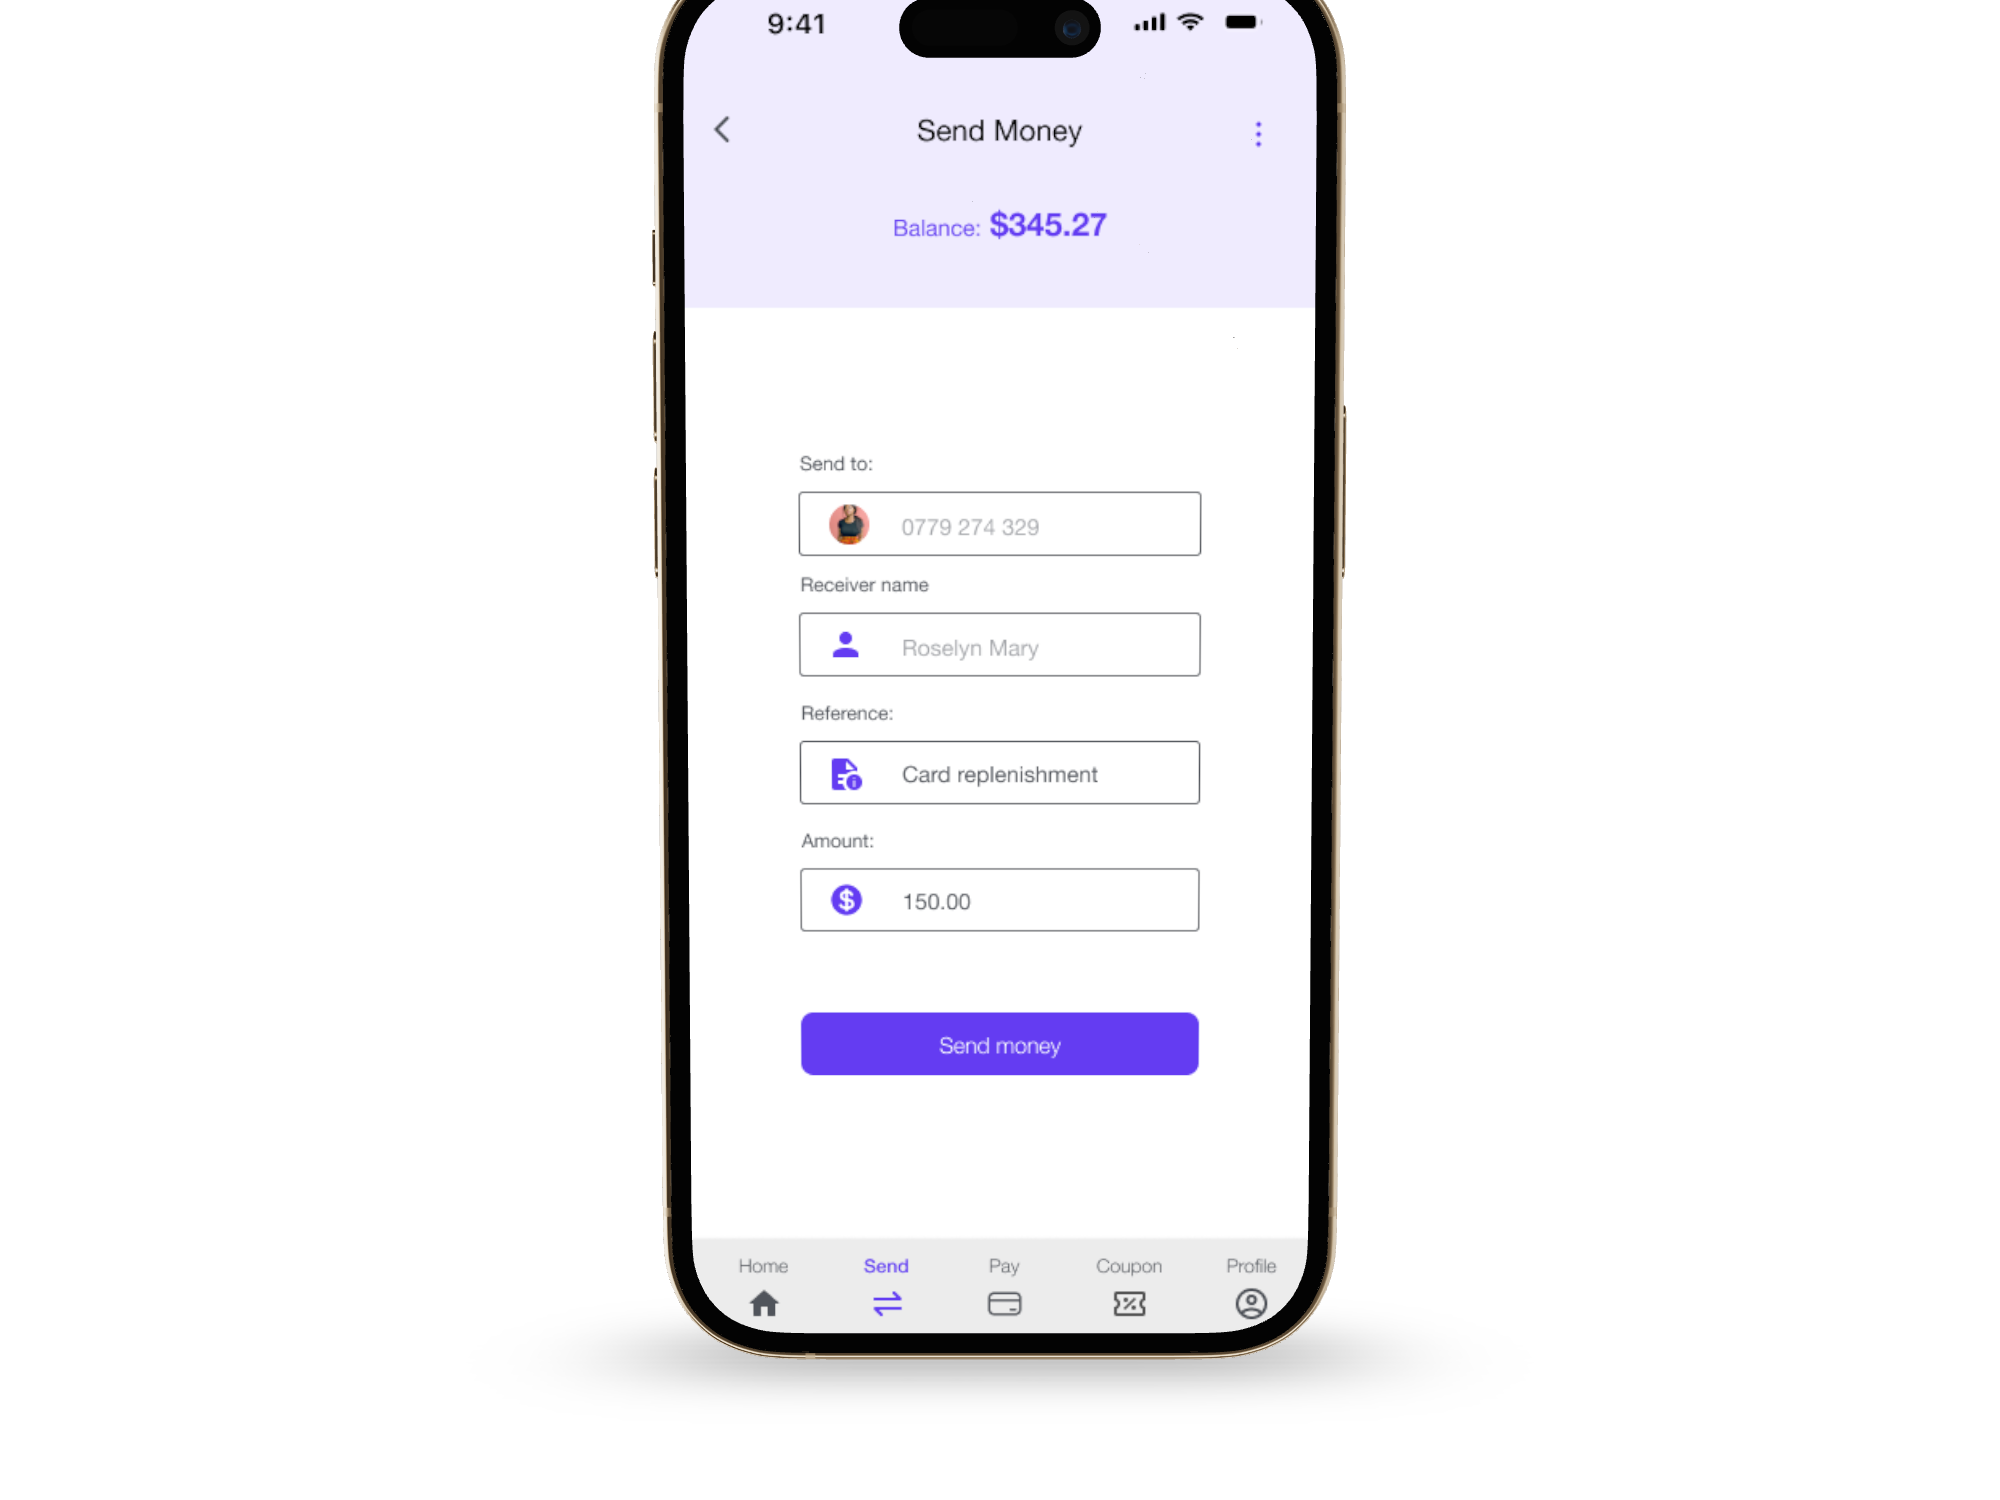 9:41
Send Money
Balance: $345.27
Send to:
0779 274 329
Receiver name
Roselyn Mary
Reference:
Card replenishment
Amount:
$ 150.00
Send money
Home Send Pay Coupon Profile